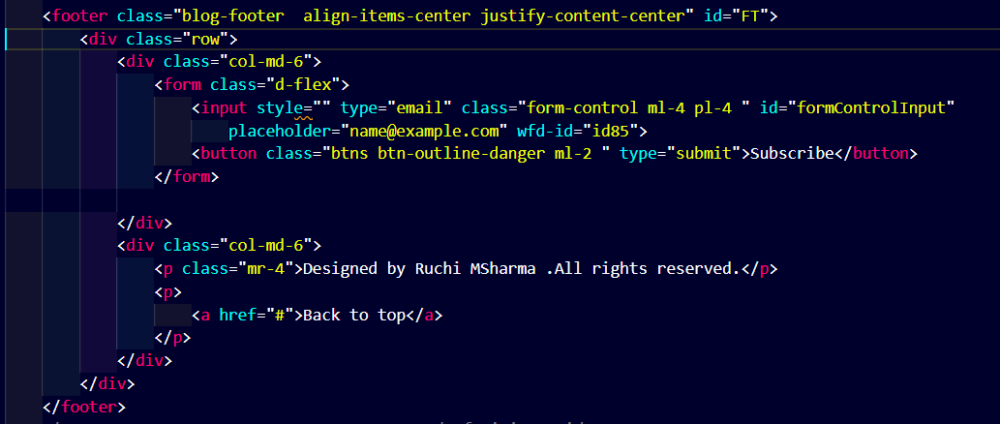 <footer class="blog-footer  align-items-center justify-content-center" id="FT">
<div class="row">
<div class="col-md-6">
<form class="d-flex">
<input style="" type="email" class="form-control ml-4 pl-4 " id="formControlInput"
placeholder="name@example.com" wfd-id="id85">
<button class="btns btn-outline-danger ml-2 " type="submit">Subscribe</button>
</form>
</div>
<div class="col-md-6">
<p class="mr-4">Designed by Ruchi MSharma .All rights reserved.</p>
<p>
<a href="#">Back to top</a>
</p>
</div>
</div>
</footer>